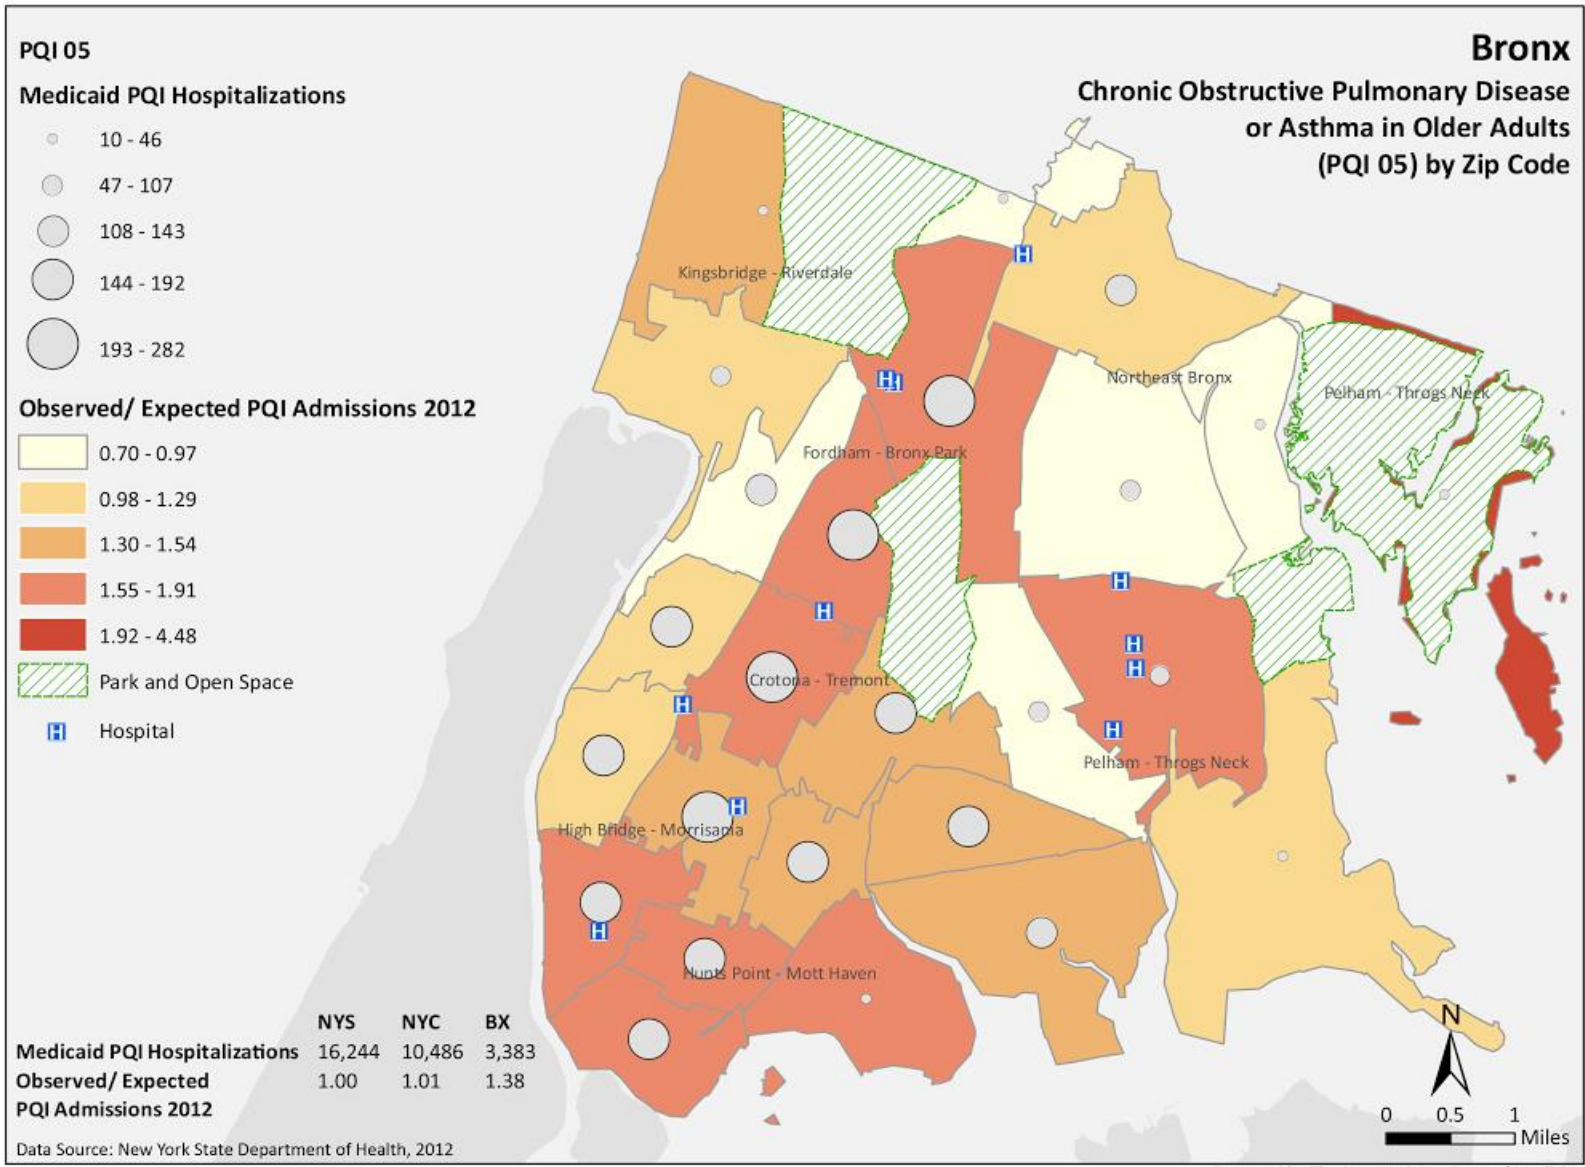 PQI 05
Medicaid PQI Hospitalizations
10 - 46
47 - 107
108 - 143
144 - 192
193 - 282
Observed/ Expected PQI Admissions 2012
0.70 - 0.97
0.98 - 1.29
1.30 - 1.54
1.55 - 1.91
1.92 - 4.48
Park and Open Space
H Hospital
Bronx
Chronic Obstructive Pulmonary Disease
or Asthma in Older Adults
(PQI 05) by Zip Code
H
Kingsbridge - Riverdale
H H
Northeast Bronx
Pelham - Throgs Neck
Fordham - Bronx Park
H
H
H
H
Crotona - Tremont
H
H
Pelham - Throgs Neck
H
High Bridge - Morrisania
H
Hunts Point - Mott Haven
NYS NYC BX
Medicaid PQI Hospitalizations 16,244 10,486 3,383
Observed/ Expected 1.00 1.01 1.38
PQI Admissions 2012
Data Source: New York State Department of Health, 2012
N
0 0.5 1
Miles